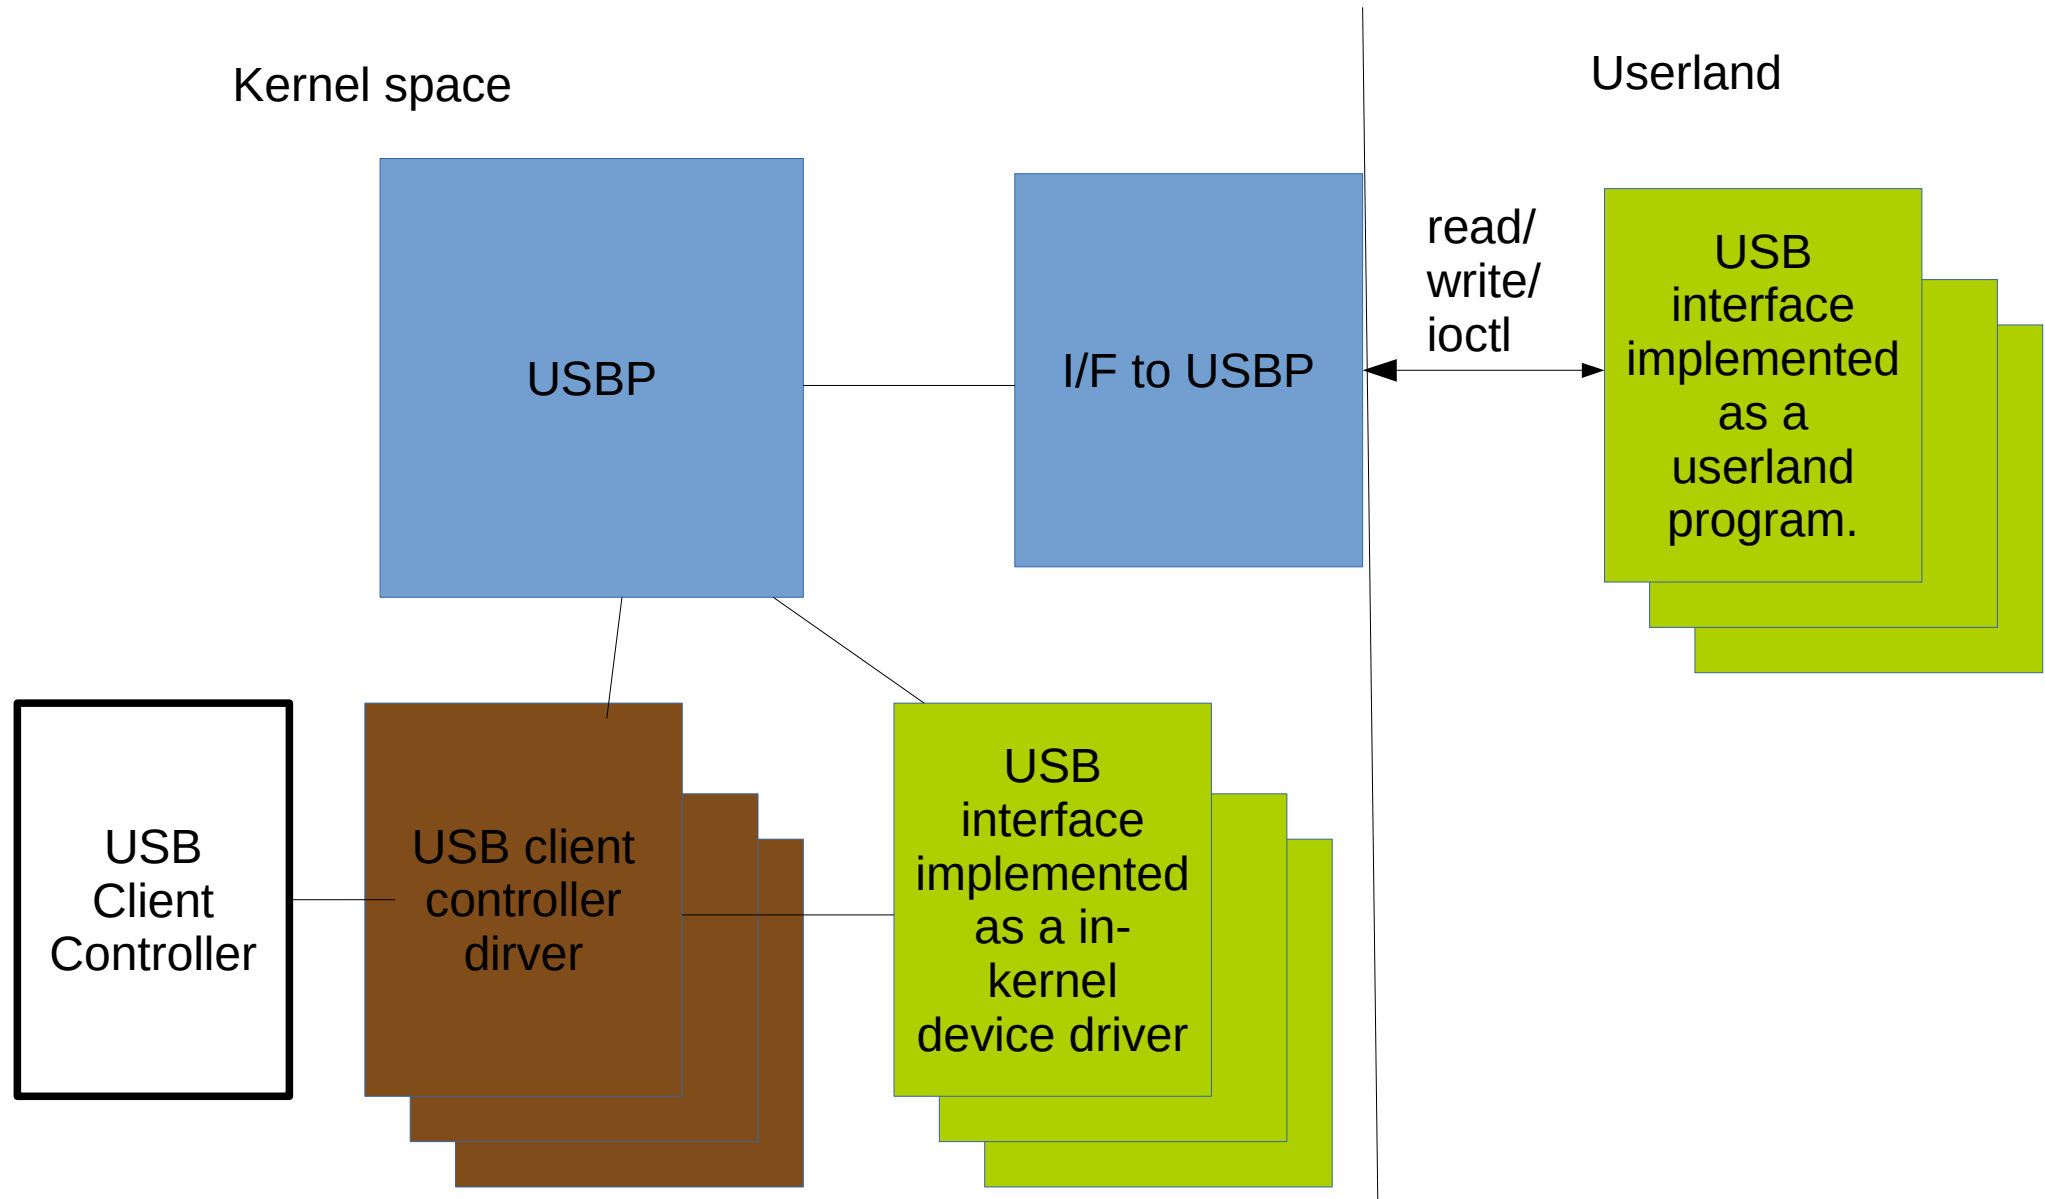 Kernel space
Userland
USBP
I/F to USBP
read/
write/
ioctl
USB
interface
implemented
as a
userland
program.
USB
Client
Controller
USB client
controller
dirver
USB
interface
implemented
as a in-
kernel
device driver